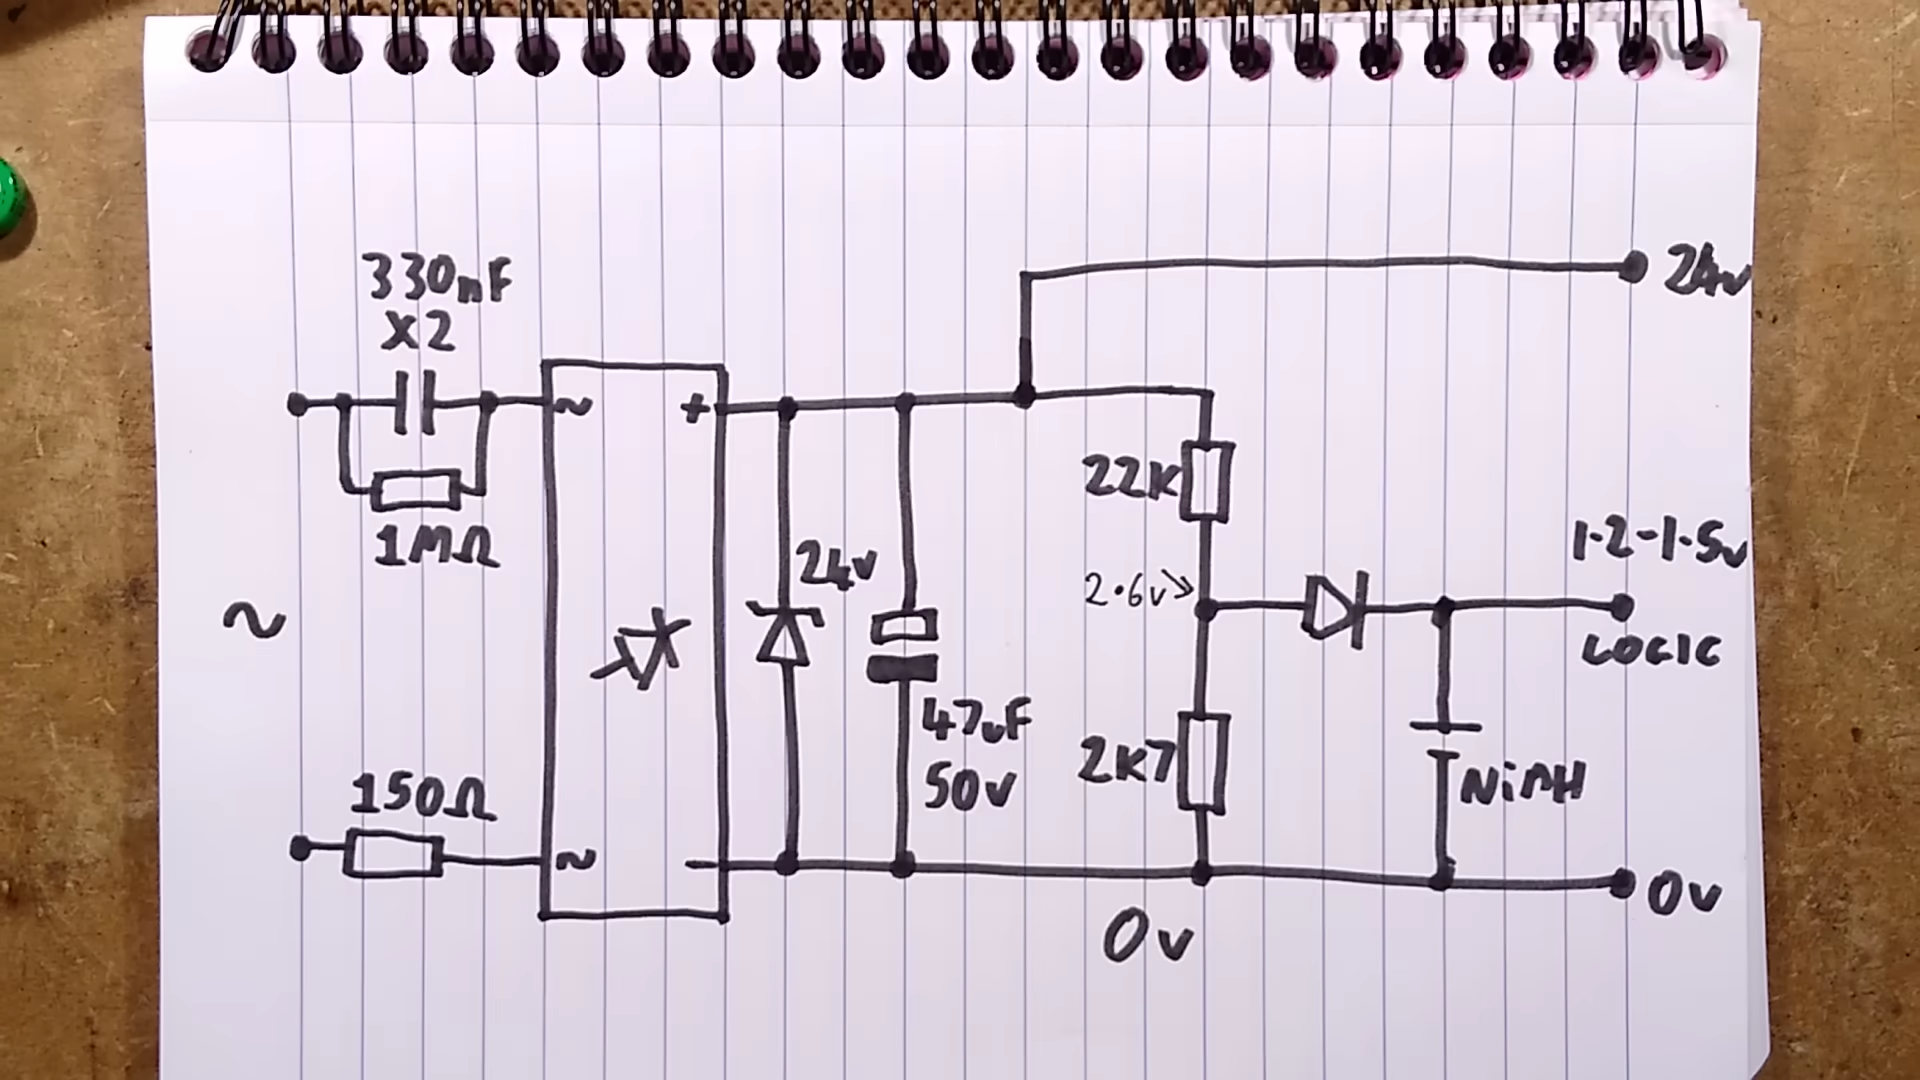 330nF
X2
1MΩ
~
150Ω
~
~
+
-
24v
47uF
50v
24v
22K
2.6v
2K7
1.2-1.5v
LOGIC
NiMH
0v
0v